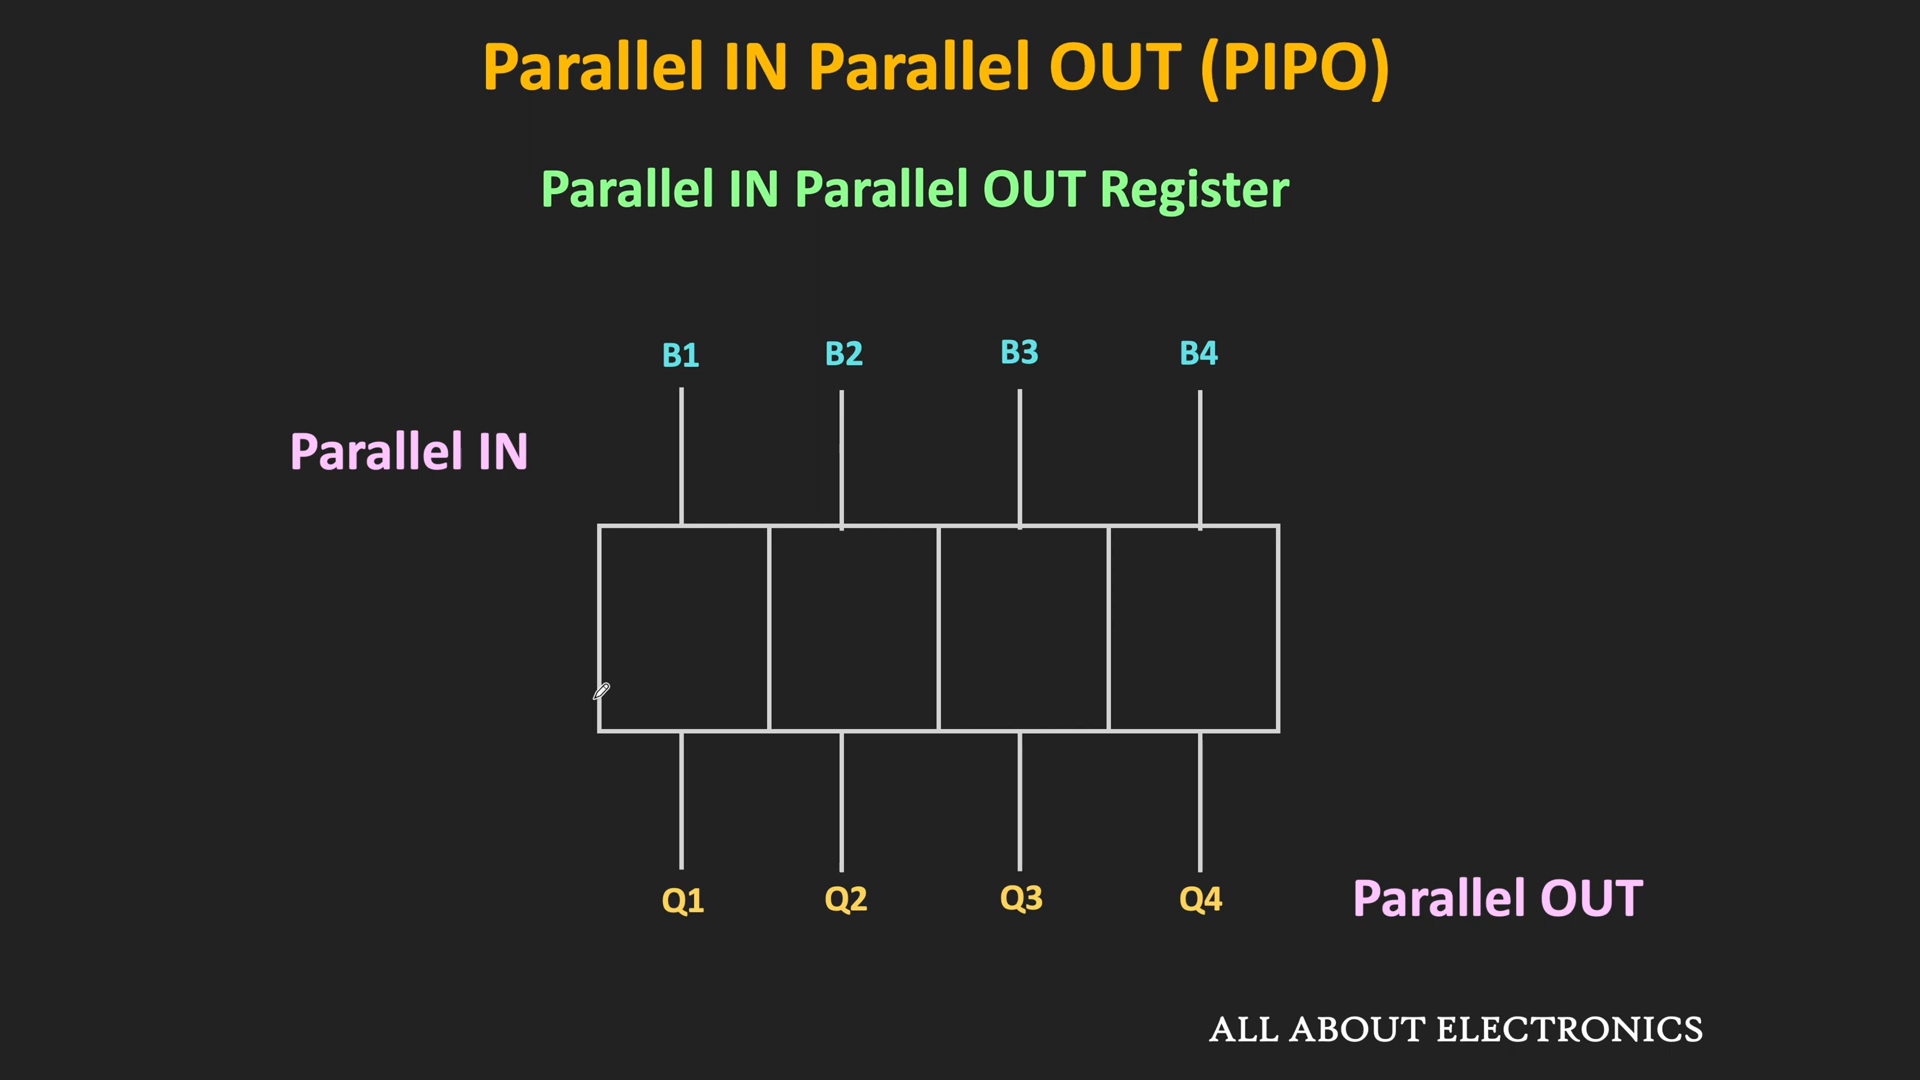 Parallel IN Parallel OUT (PIPO)
Parallel IN Parallel OUT Register
B1 B2 B3 B4
Parallel IN
Q1 Q2 Q3 Q4
Parallel OUT
ALL ABOUT ELECTRONICS